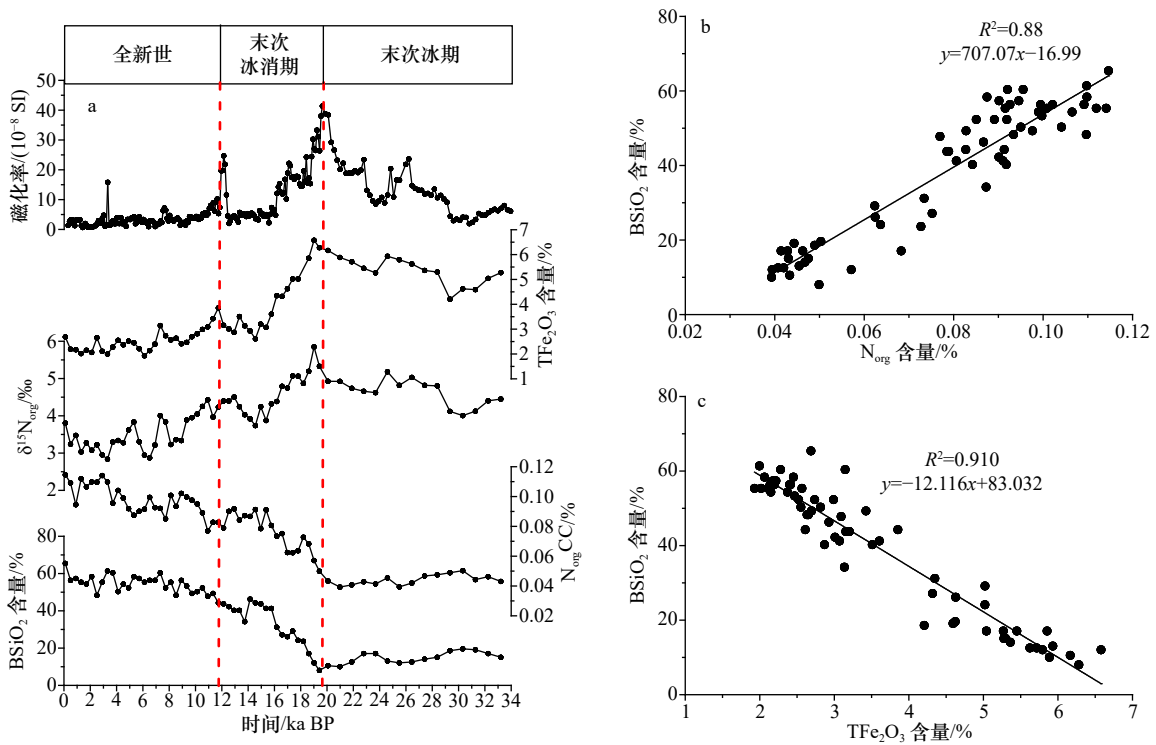 全新世
末次
冰消期
末次冰期
a
磁化率/(10⁻⁸ SI)
50
40
30
20
10
0
TFe₂O₃ 含量/%
7
6
5
4
3
2
1
δ¹⁵N_org/‰
6
5
4
3
2
N_orgCC/%
0.12
0.10
0.08
0.06
0.04
0.02
BSiO₂ 含量/%
80
60
40
20
0
0 2 4 6 8 10 12 14 16 18 20 22 24 26 28 30 32 34
时间/ka BP
b
R²=0.88
y=707.07x−16.99
BSiO₂ 含量/%
80
60
40
20
0
0.02 0.04 0.06 0.08 0.10 0.12
N_org 含量/%
c
R²=0.910
y=−12.116x+83.032
BSiO₂ 含量/%
80
60
40
20
0
1 2 3 4 5 6 7
TFe₂O₃ 含量/%